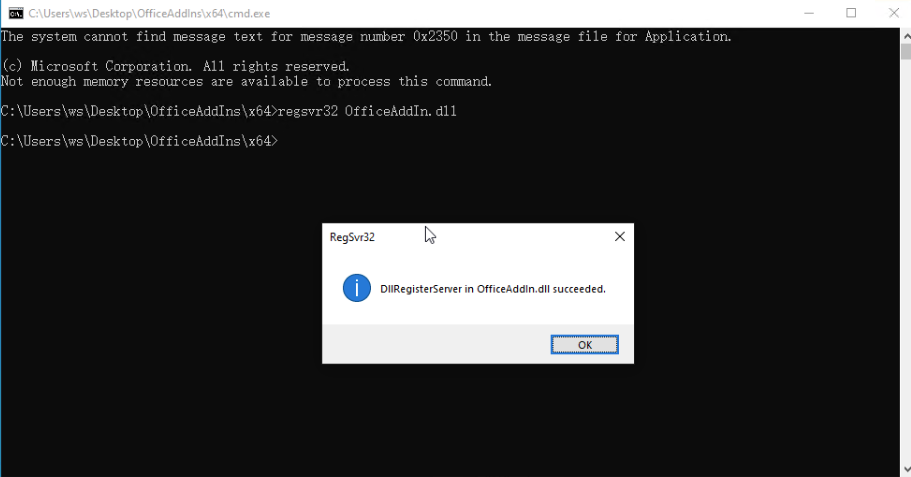 C:\Users\ws\Desktop\OfficeAddIns\x64\cmd.exe
The system cannot find message text for message number 0x2350 in the message file for Application.
(c) Microsoft Corporation. All rights reserved.
Not enough memory resources are available to process this command.
C:\Users\ws\Desktop\OfficeAddIns\x64>regsvr32 OfficeAddIn.dll
C:\Users\ws\Desktop\OfficeAddIns\x64>
RegSvr32
DllRegisterServer in OfficeAddIn.dll succeeded.
OK